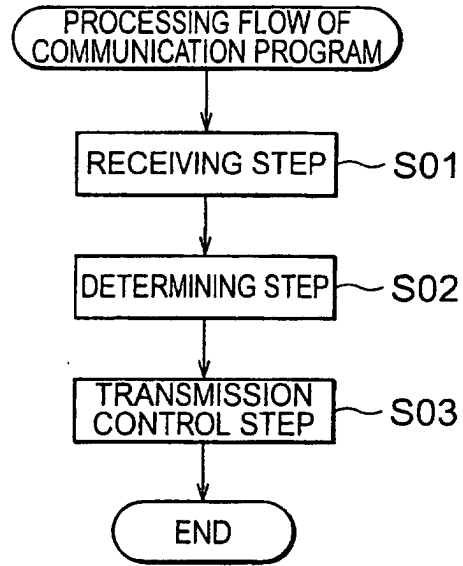 PROCESSING FLOW OF
COMMUNICATION PROGRAM
RECEIVING STEP
S01
DETERMINING STEP
S02
TRANSMISSION
CONTROL STEP
S03
END